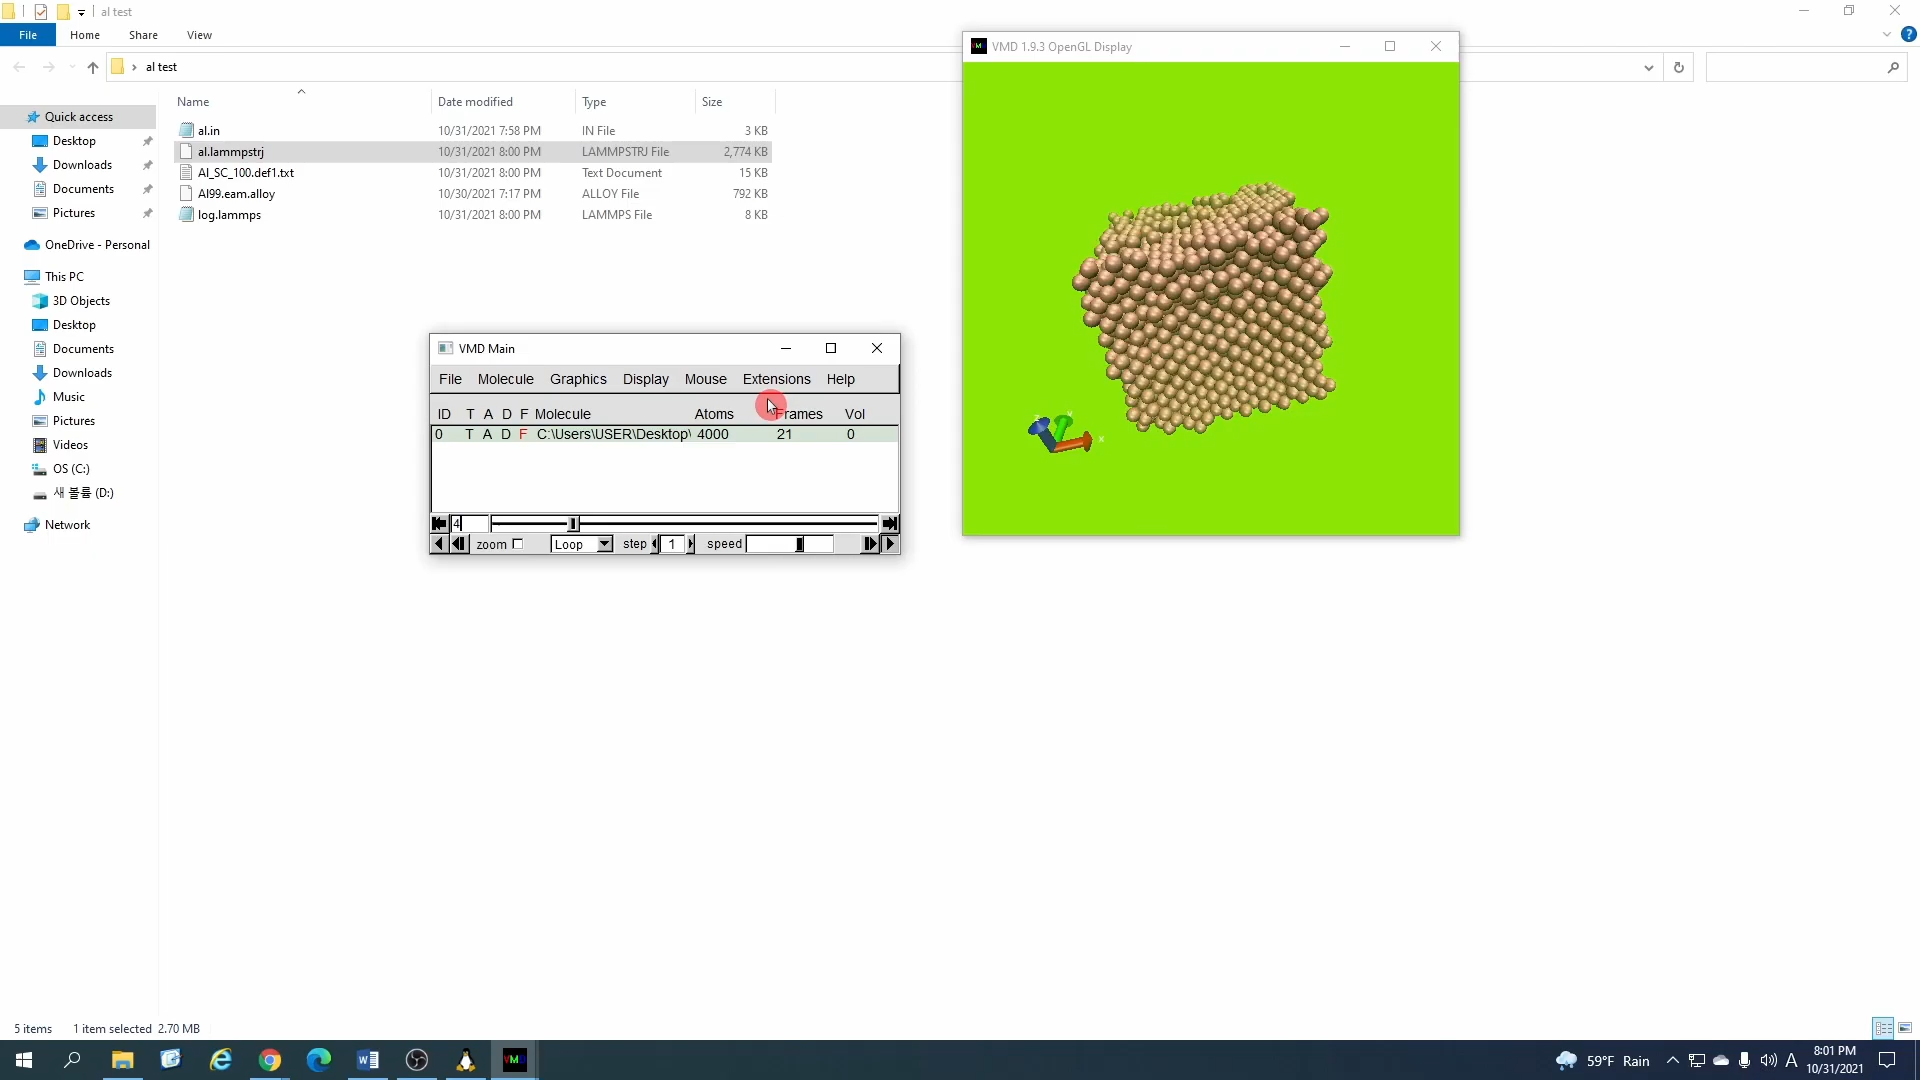 al test
File
Home
Share
View
al test
Name
Date modified
Type
Size
al.in
10/31/2021 7:58 PM
IN File
3 KB
al.lammpstrj
10/31/2021 8:00 PM
LAMMPSTRJ File
2,774 KB
Al_SC_100.def1.txt
10/31/2021 8:00 PM
Text Document
15 KB
Al99.eam.alloy
10/30/2021 7:17 PM
ALLOY File
792 KB
log.lammps
10/31/2021 8:00 PM
LAMMPS File
8 KB
Quick access
Desktop
Downloads
Documents
Pictures
OneDrive - Personal
This PC
3D Objects
Desktop
Documents
Downloads
Music
Pictures
Videos
OS (C:)
새 볼륨 (D:)
Network
VMD Main
File Molecule Graphics Display Mouse Extensions Help
ID T A D F Molecule Atoms Frames Vol
0 T A D F C:\Users\USER\Desktop\ 4000 21 0
4
zoom Loop step 1 speed
VMD 1.9.3 OpenGL Display
5 items 1 item selected 2.70 MB
59°F Rain
A
8:01 PM
10/31/2021